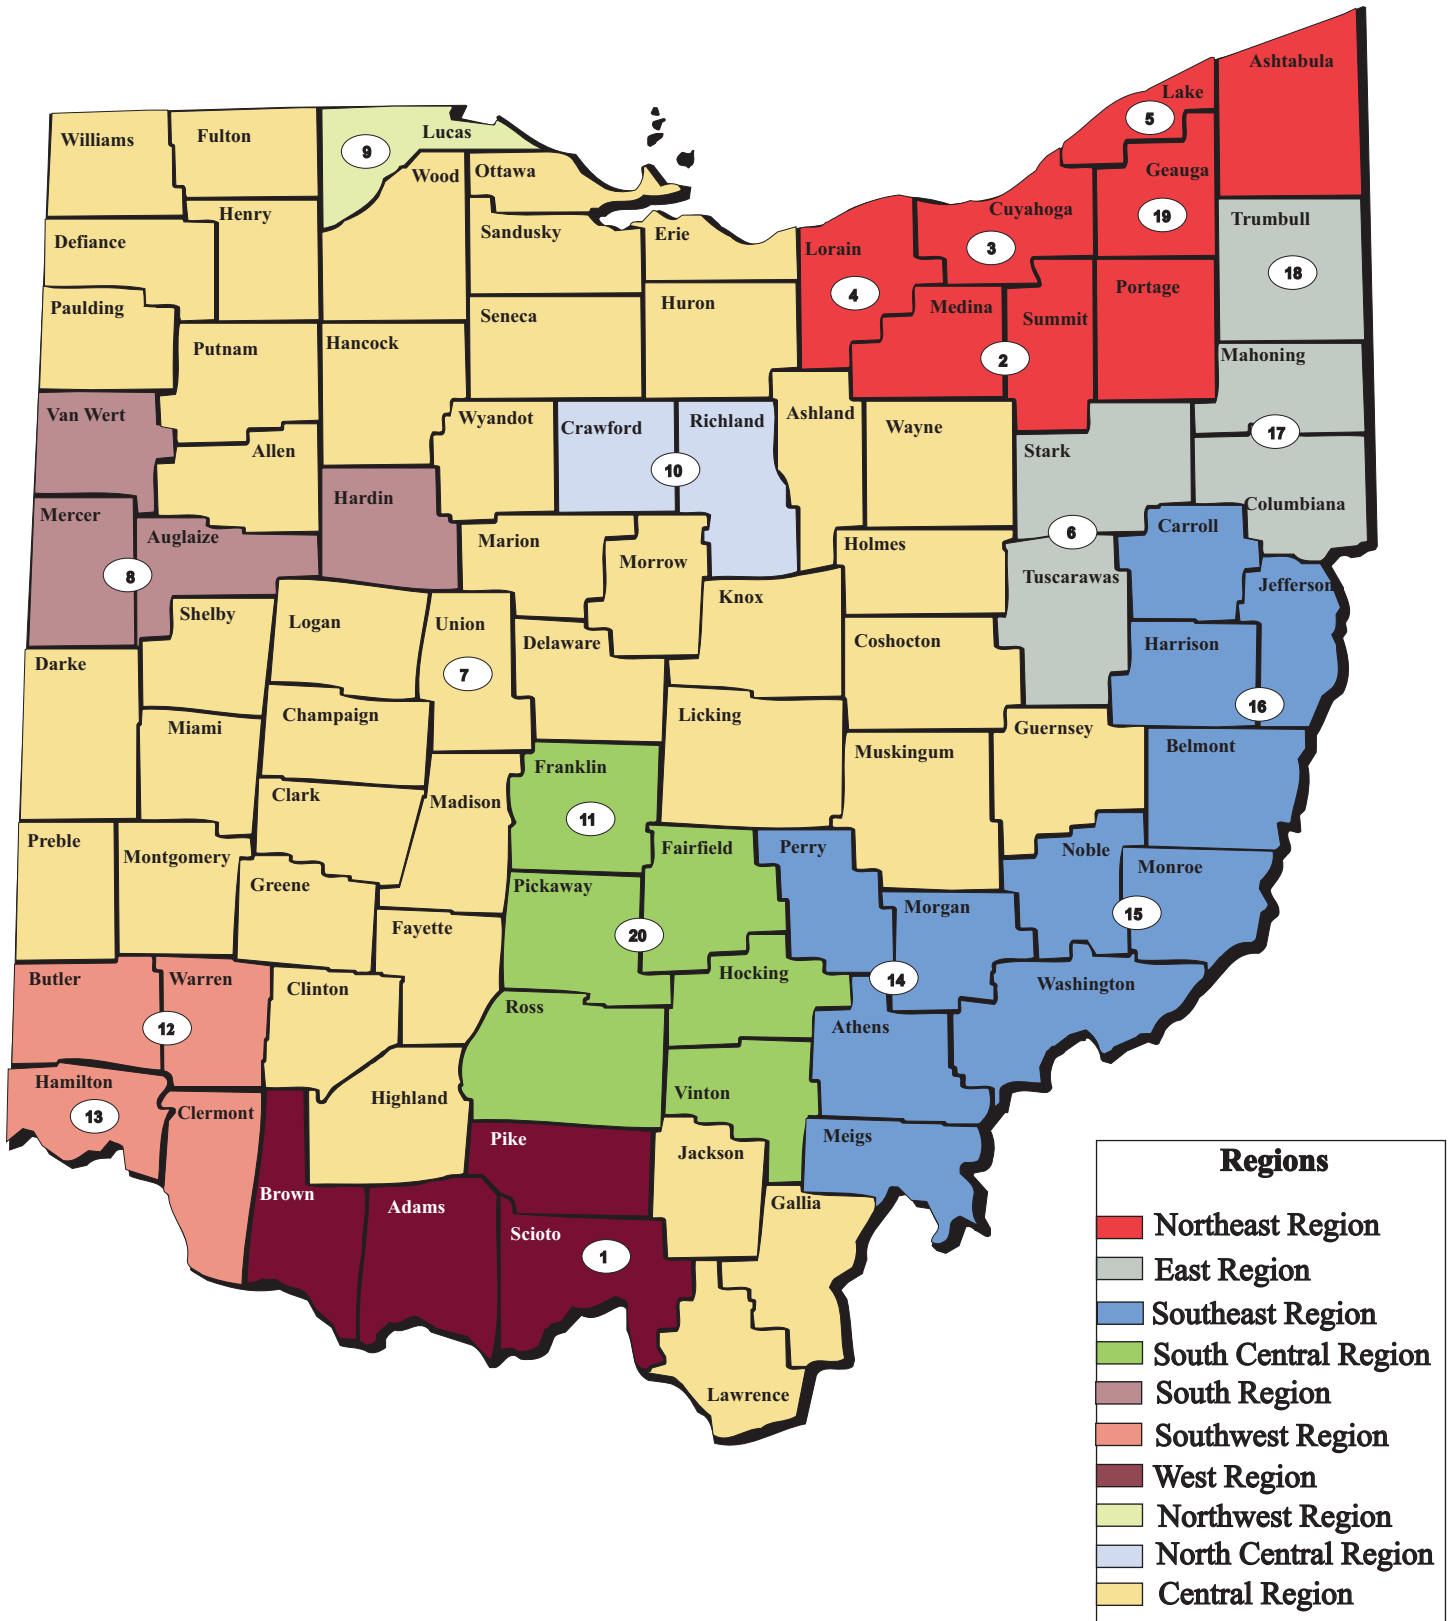 Ashtabula
Lake
5
Williams
Fulton
Lucas
9
Wood
Ottawa
Geauga
19
Henry
Cuyahoga
3
Trumbull
18
Defiance
Sandusky
Erie
Lorain
4
Paulding
Seneca
Huron
Medina
Summit
2
Portage
Putnam
Hancock
Mahoning
17
Van Wert
Wyandot
Crawford
10
Richland
Ashland
Wayne
Stark
6
Allen
Hardin
Columbiana
Mercer
8
Auglaize
Marion
Morrow
Holmes
Carroll
Tuscarawas
Jefferson
Knox
Shelby
Logan
Union
7
Delaware
Coshocton
Harrison
16
Darke
Miami
Champaign
Licking
Guernsey
Belmont
Muskingum
Franklin
11
Clark
Madison
Preble
Montgomery
Fairfield
Perry
Noble
Monroe
15
Greene
Pickaway
20
Morgan
14
Fayette
Hocking
Washington
Butler
Warren
12
Clinton
Ross
Athens
Hamilton
13
Clermont
Highland
Vinton
Pike
Jackson
Meigs
Brown
Adams
Scioto
1
Gallia
Lawrence
Regions
Northeast Region
East Region
Southeast Region
South Central Region
South Region
Southwest Region
West Region
Northwest Region
North Central Region
Central Region